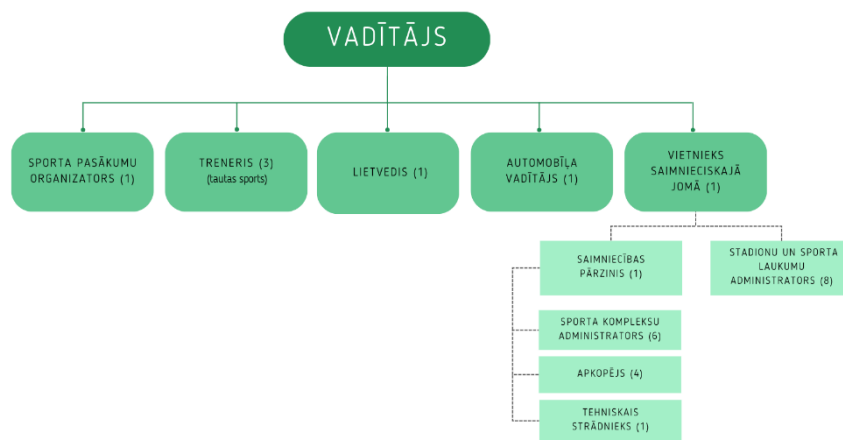 VADĪTĀJS
SPORTA PASĀKUMU
ORGANIZATORS (1)
TRENERIS (3)
(tautas sports)
LIETVEDIS (1)
AUTOMOBĪĻA
VADĪTĀJS (1)
VIETNIEKS
SAIMNIECISKAJĀ
JOMĀ (1)
SAIMNIECĪBAS
PĀRZINIS (1)
STADIONU UN SPORTA
LAUKUMU
ADMINISTRATORS (8)
SPORTA KOMPLEKSU
ADMINISTRATORS (6)
APKOPĒJS (4)
TEHNISKAIS
STRĀDNIEKS (1)